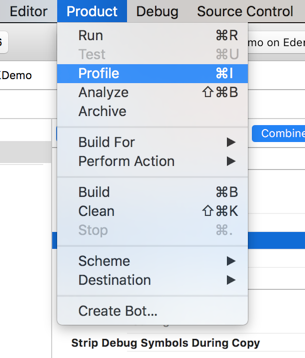 Editor Product Debug Source Control
Run ⌘R
Test ⌘U
Profile ⌘I
Analyze ⇧⌘B
Archive
Build For ▶
Perform Action ▶
Build ⌘B
Clean ⇧⌘K
Stop ⌘.
Scheme ▶
Destination ▶
Create Bot...
mo on Eden
Demo
Combine
Strip Debug Symbols During Copy